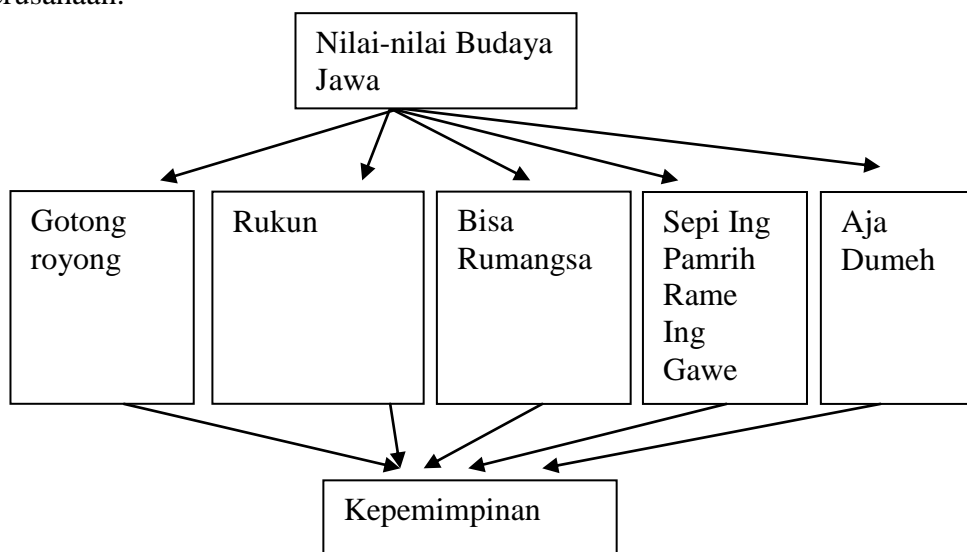 Nilai-nilai Budaya
Jawa
Gotong
royong
Rukun
Bisa
Rumangsa
Sepi Ing
Pamrih
Rame
Ing
Gawe
Aja
Dumeh
Kepemimpinan